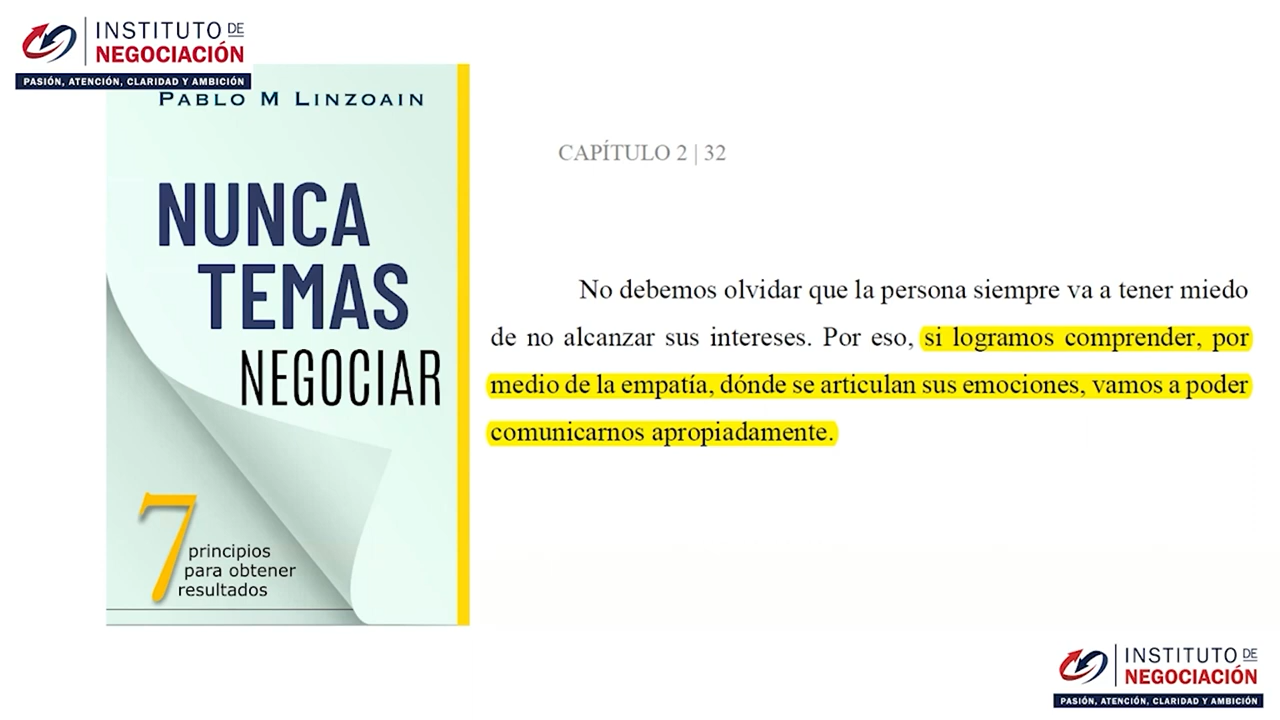 INSTITUTO DE
NEGOCIACIÓN
PASIÓN, ATENCIÓN, CLARIDAD Y AMBICIÓN
PABLO M LINZOAIN
NUNCA
TEMAS
NEGOCIAR
7
principios
para obtener
resultados
CAPÍTULO 2 | 32
No debemos olvidar que la persona siempre va a tener miedo
de no alcanzar sus intereses. Por eso, si logramos comprender, por
medio de la empatía, dónde se articulan sus emociones, vamos a poder
comunicarnos apropiadamente.
INSTITUTO DE
NEGOCIACIÓN
PASIÓN, ATENCIÓN, CLARIDAD Y AMBICIÓN